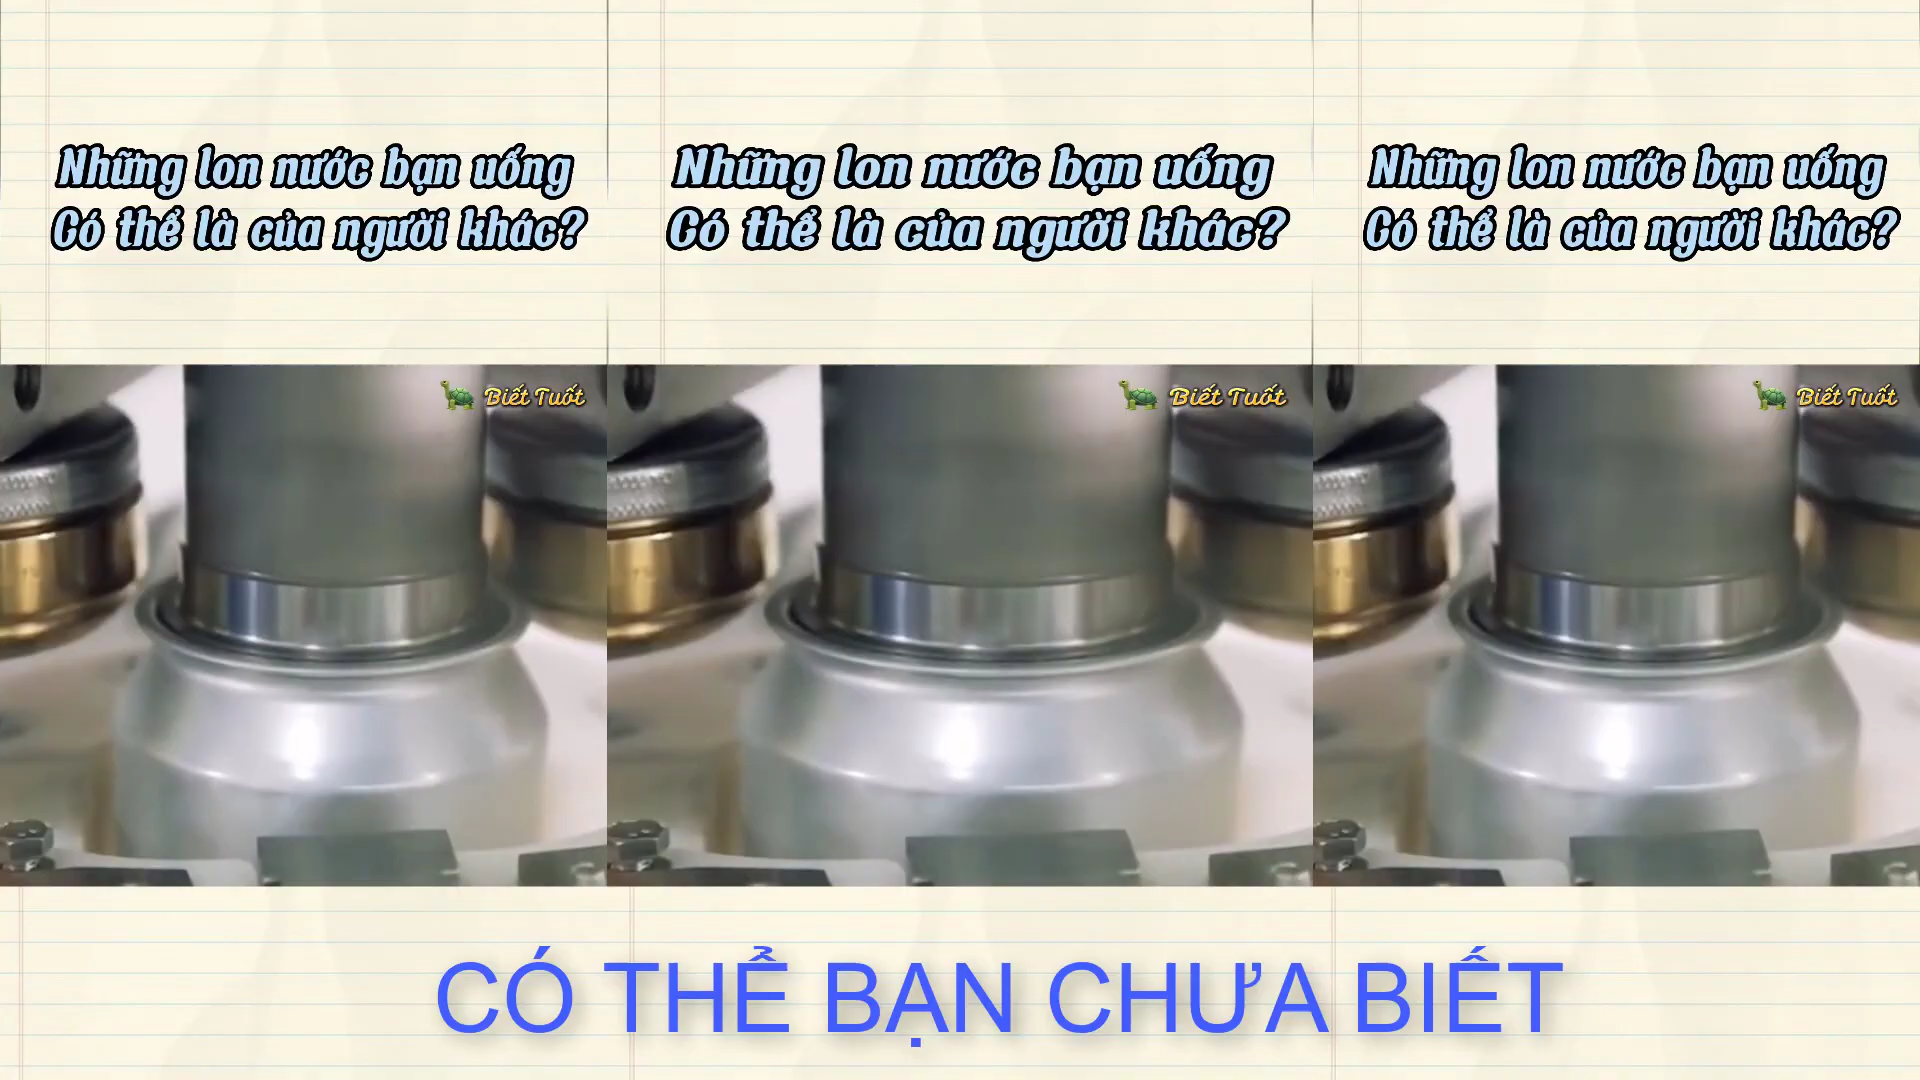 Những lon nước bạn uống
Có thể là của người khác?
Những lon nước bạn uống
Có thể là của người khác?
Những lon nước bạn uống
Có thể là của người khác?
Biết Tuốt
Biết Tuốt
Biết Tuốt
CÓ THỂ BẠN CHƯA BIẾT